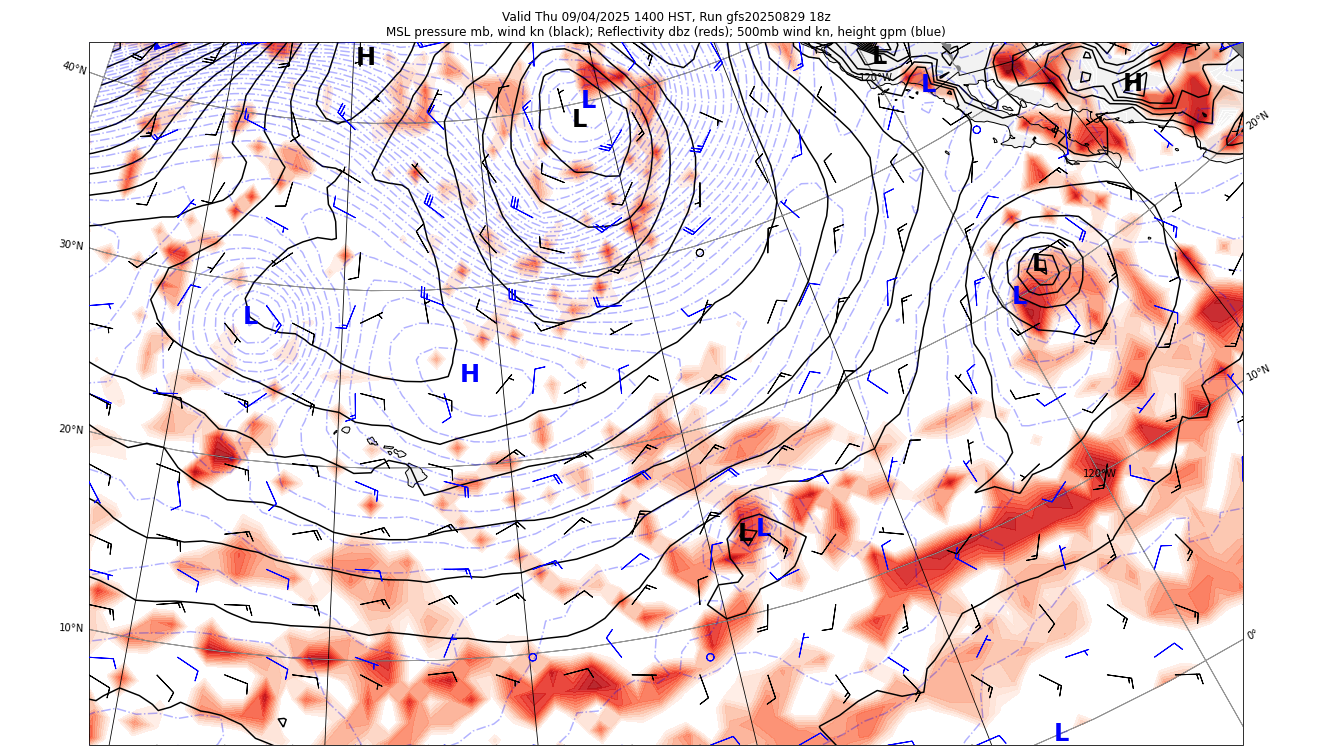 Valid Thu 09/04/2025 1400 HST, Run gfs20250829 18z
MSL pressure mb, wind kn (black); Reflectivity dbz (reds); 500mb wind kn, height gpm (blue)
H
L
120°W
L
H
40°N
L
L
20°N
30°N
L
L
L
H
10°N
20°N
120°W
L
L
10°N
0°
L